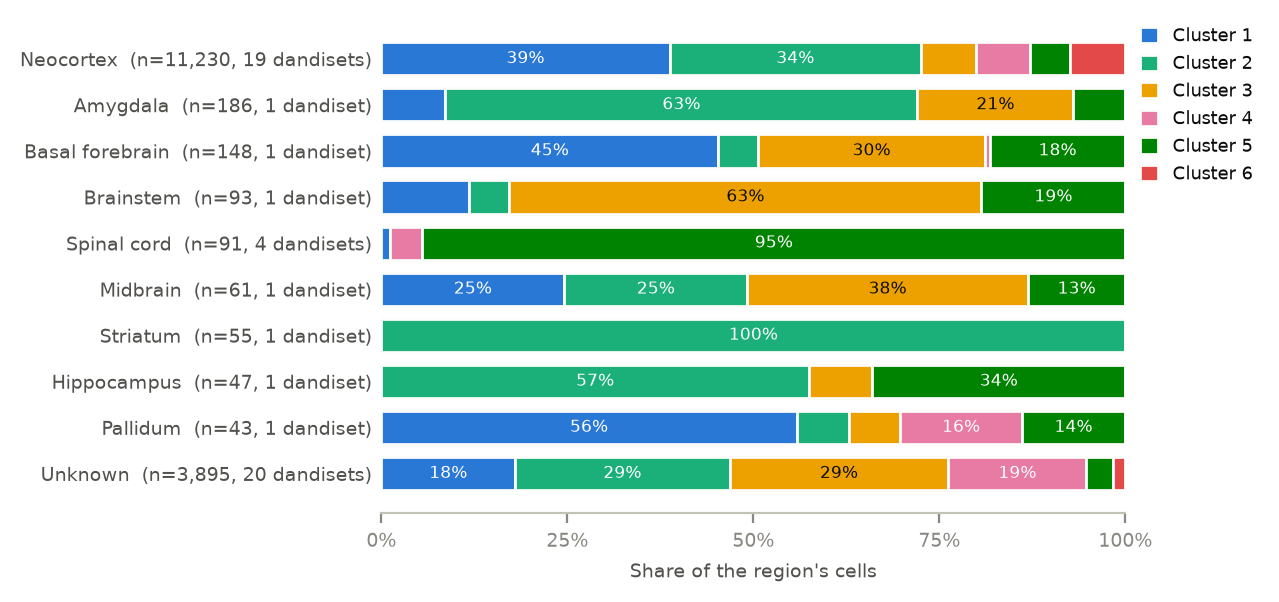 Neocortex (n=11,230, 19 dandisets) 39% 34%
Amygdala (n=186, 1 dandiset) 63% 21%
Basal forebrain (n=148, 1 dandiset) 45% 30% 18%
Brainstem (n=93, 1 dandiset) 63% 19%
Spinal cord (n=91, 4 dandisets) 95%
Midbrain (n=61, 1 dandiset) 25% 25% 38% 13%
Striatum (n=55, 1 dandiset) 100%
Hippocampus (n=47, 1 dandiset) 57% 34%
Pallidum (n=43, 1 dandiset) 56% 16% 14%
Unknown (n=3,895, 20 dandisets) 18% 29% 29% 19%
0% 25% 50% 75% 100%
Share of the region's cells
Cluster 1
Cluster 2
Cluster 3
Cluster 4
Cluster 5
Cluster 6